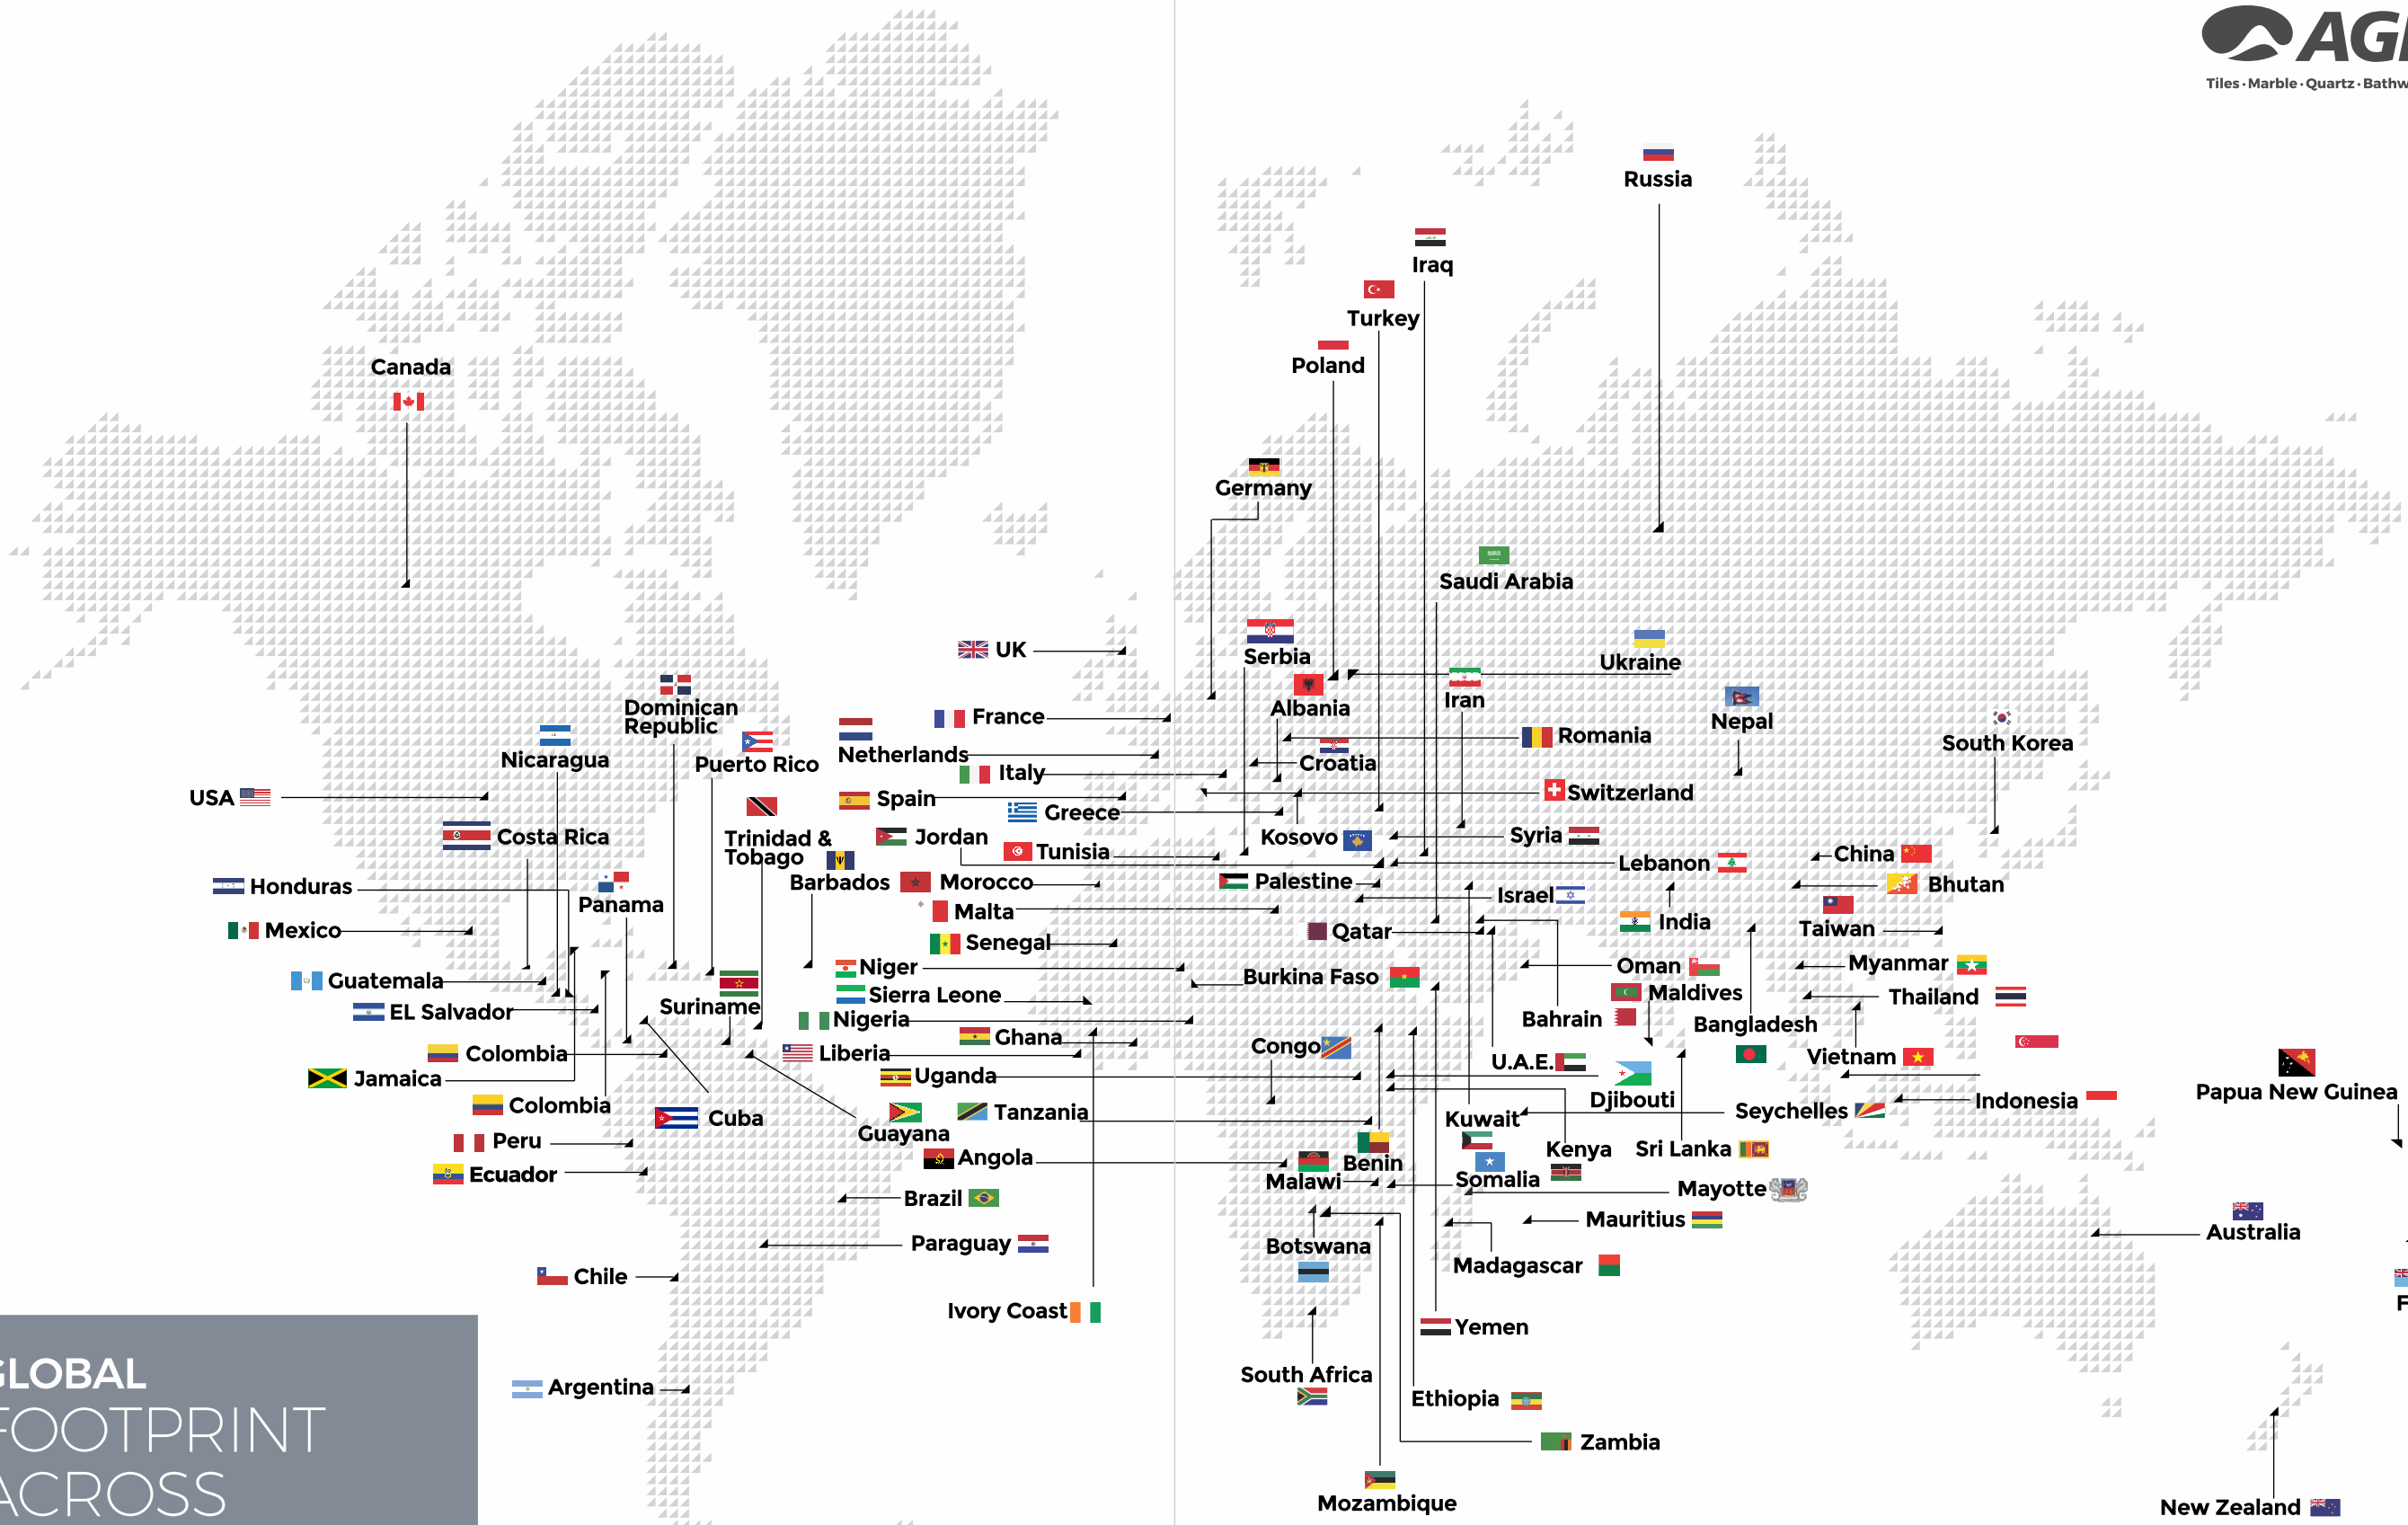 AGL
Tiles · Marble · Quartz · Bathw
Russia
Iraq
Turkey
Poland
Canada
Germany
Saudi Arabia
UK
Serbia
Ukraine
Albania
Iran
Dominican
Republic
France
Nepal
Romania
South Korea
Nicaragua
Netherlands
Puerto Rico
Croatia
Italy
USA
Spain
Switzerland
Greece
Costa Rica
Trinidad &
Tobago
Jordan
Tunisia
Kosovo
Syria
Lebanon
China
Honduras
Barbados
Morocco
Palestine
Bhutan
Israel
Panama
Malta
India
Mexico
Senegal
Qatar
Taiwan
Niger
Burkina Faso
Oman
Myanmar
Guatemala
Sierra Leone
Maldives
Thailand
EL Salvador
Suriname
Nigeria
Bahrain
Bangladesh
Ghana
Colombia
Liberia
Congo
U.A.E.
Vietnam
Jamaica
Uganda
Papua New Guinea
Colombia
Cuba
Tanzania
Djibouti
Indonesia
Kuwait
Seychelles
Guayana
Peru
Kenya
Sri Lanka
Ecuador
Angola
Benin
Malawi
Somalia
Mayotte
Brazil
Mauritius
Australia
Paraguay
Botswana
Madagascar
Chile
Ivory Coast
Yemen
F
GLOBAL
South Africa
Argentina
Ethiopia
FOOTPRINT
Zambia
ACROSS
Mozambique
New Zealand